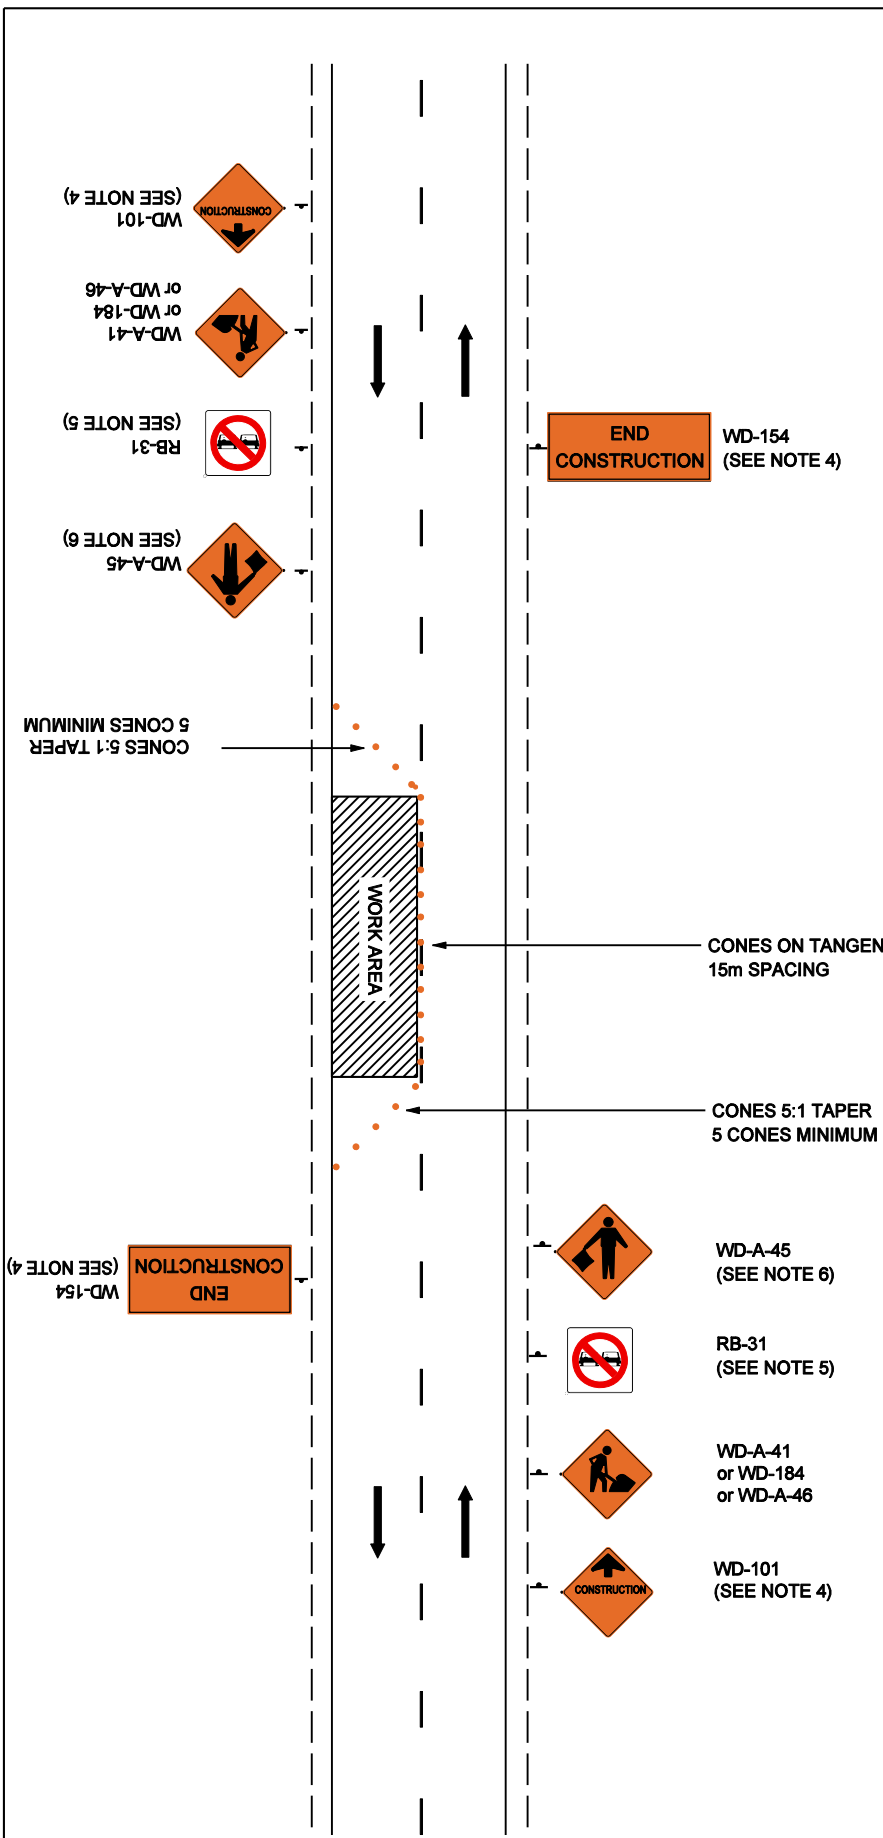 WD-101
(SEE NOTE 4)
CONSTRUCTION
WD-A-41
or WD-184
or WD-A-46
RB-31
(SEE NOTE 5)
WD-A-45
(SEE NOTE 6)
END
CONSTRUCTION
WD-154
(SEE NOTE 4)
CONES 5:1 TAPER
5 CONES MINIMUM
WORK AREA
CONES ON TANGEN
15m SPACING
CONES 5:1 TAPER
5 CONES MINIMUM
WD-154
(SEE NOTE 4)
END
CONSTRUCTION
WD-A-45
(SEE NOTE 6)
RB-31
(SEE NOTE 5)
WD-A-41
or WD-184
or WD-A-46
CONSTRUCTION
WD-101
(SEE NOTE 4)